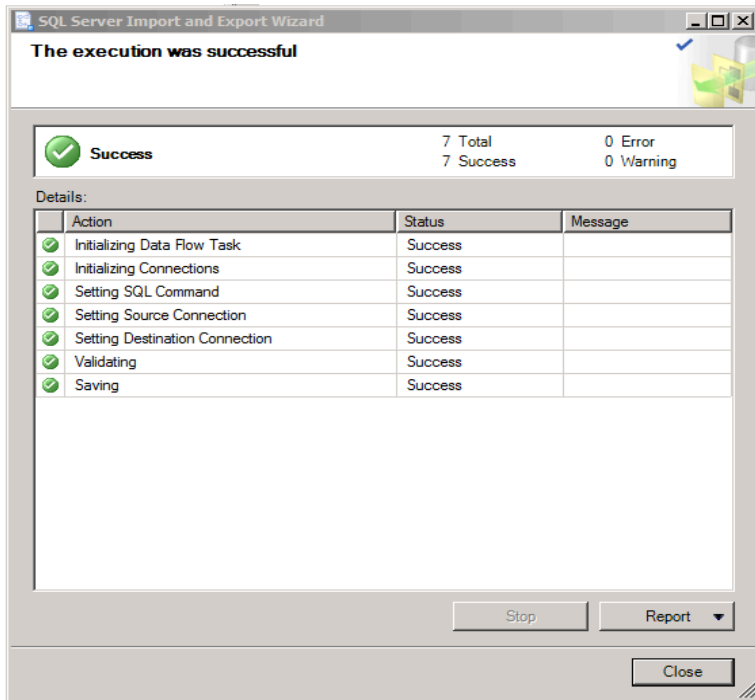 SQL Server Import and Export Wizard
The execution was successful
Success
7 Total
0 Error
7 Success
0 Warning
Details:
Action Status Message
Initializing Data Flow Task Success
Initializing Connections Success
Setting SQL Command Success
Setting Source Connection Success
Setting Destination Connection Success
Validating Success
Saving Success
Stop
Report
Close